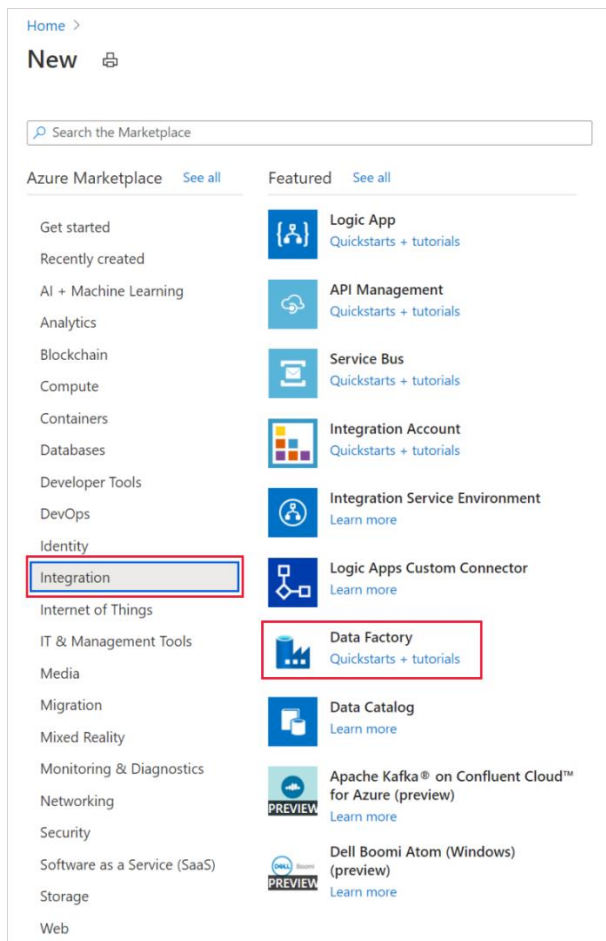 Home >
New
Search the Marketplace
Azure Marketplace See all
Get started
Recently created
AI + Machine Learning
Analytics
Blockchain
Compute
Containers
Databases
Developer Tools
DevOps
Identity
Integration
Internet of Things
IT & Management Tools
Media
Migration
Mixed Reality
Monitoring & Diagnostics
Networking
Security
Software as a Service (SaaS)
Storage
Web
Featured See all
Logic App
Quickstarts + tutorials
API Management
Quickstarts + tutorials
Service Bus
Quickstarts + tutorials
Integration Account
Quickstarts + tutorials
Integration Service Environment
Learn more
Logic Apps Custom Connector
Learn more
Data Factory
Quickstarts + tutorials
Data Catalog
Learn more
PREVIEW
Apache Kafka® on Confluent Cloud™
for Azure (preview)
Learn more
DELL Boomi
PREVIEW
Dell Boomi Atom (Windows)
(preview)
Learn more